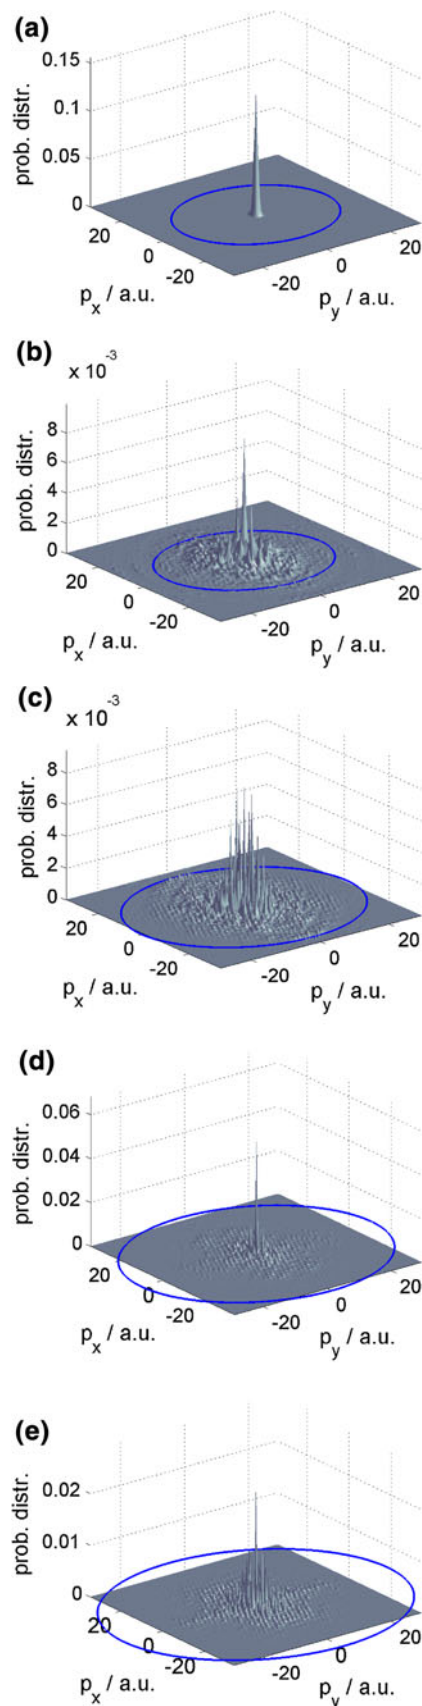 (a)
0.15
0.1
0.05
0
prob. distr.
20
0
-20
p_x / a.u.
-20
0
20
p_y / a.u.
(b)
x 10^-3
8
6
4
2
0
prob. distr.
20
0
-20
p_x / a.u.
-20
0
20
p_y / a.u.
(c)
x 10^-3
8
6
4
2
0
prob. distr.
20
0
-20
p_x / a.u.
-20
0
20
p_y / a.u.
(d)
0.06
0.04
0.02
0
prob. distr.
20
0
-20
p_x / a.u.
-20
0
20
p_y / a.u.
(e)
0.02
0.01
0
prob. distr.
20
0
-20
p_x / a.u.
-20
0
20
p_y / a.u.